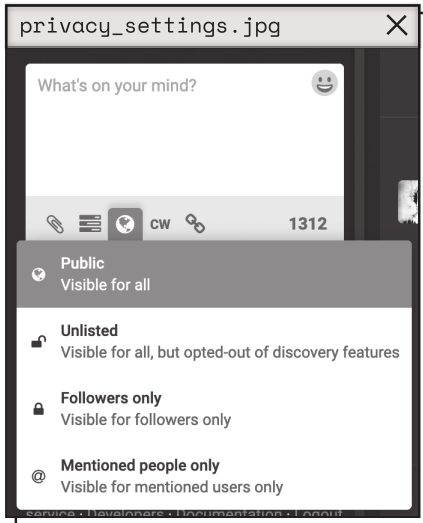 privacy_settings.jpg
What's on your mind?
CW 1312
Public
Visible for all
Unlisted
Visible for all, but opted-out of discovery features
Followers only
Visible for followers only
@ Mentioned people only
Visible for mentioned users only
service · Developers · Documentation · Logout